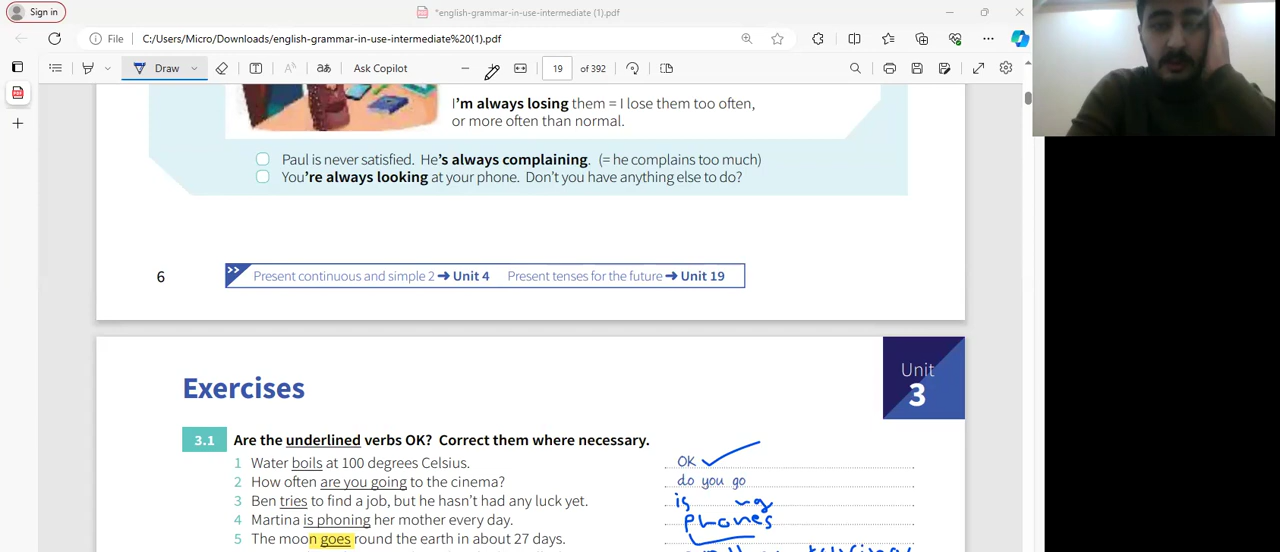 Sign in
*english-grammar-in-use-intermediate (1).pdf
File C:/Users/Micro/Downloads/english-grammar-in-use-intermediate%20(1).pdf
Draw Ask Copilot 19 of 392
I'm always losing them = I lose them too often,
or more often than normal.
Paul is never satisfied. He's always complaining. (= he complains too much)
You're always looking at your phone. Don't you have anything else to do?
6 Present continuous and simple 2 → Unit 4 Present tenses for the future → Unit 19
Exercises
Unit
3
3.1 Are the underlined verbs OK? Correct them where necessary.
1 Water boils at 100 degrees Celsius. OK
2 How often are you going to the cinema? do you go
3 Ben tries to find a job, but he hasn't had any luck yet. is ng
4 Martina is phoning her mother every day. phones
5 The moon goes round the earth in about 27 days.